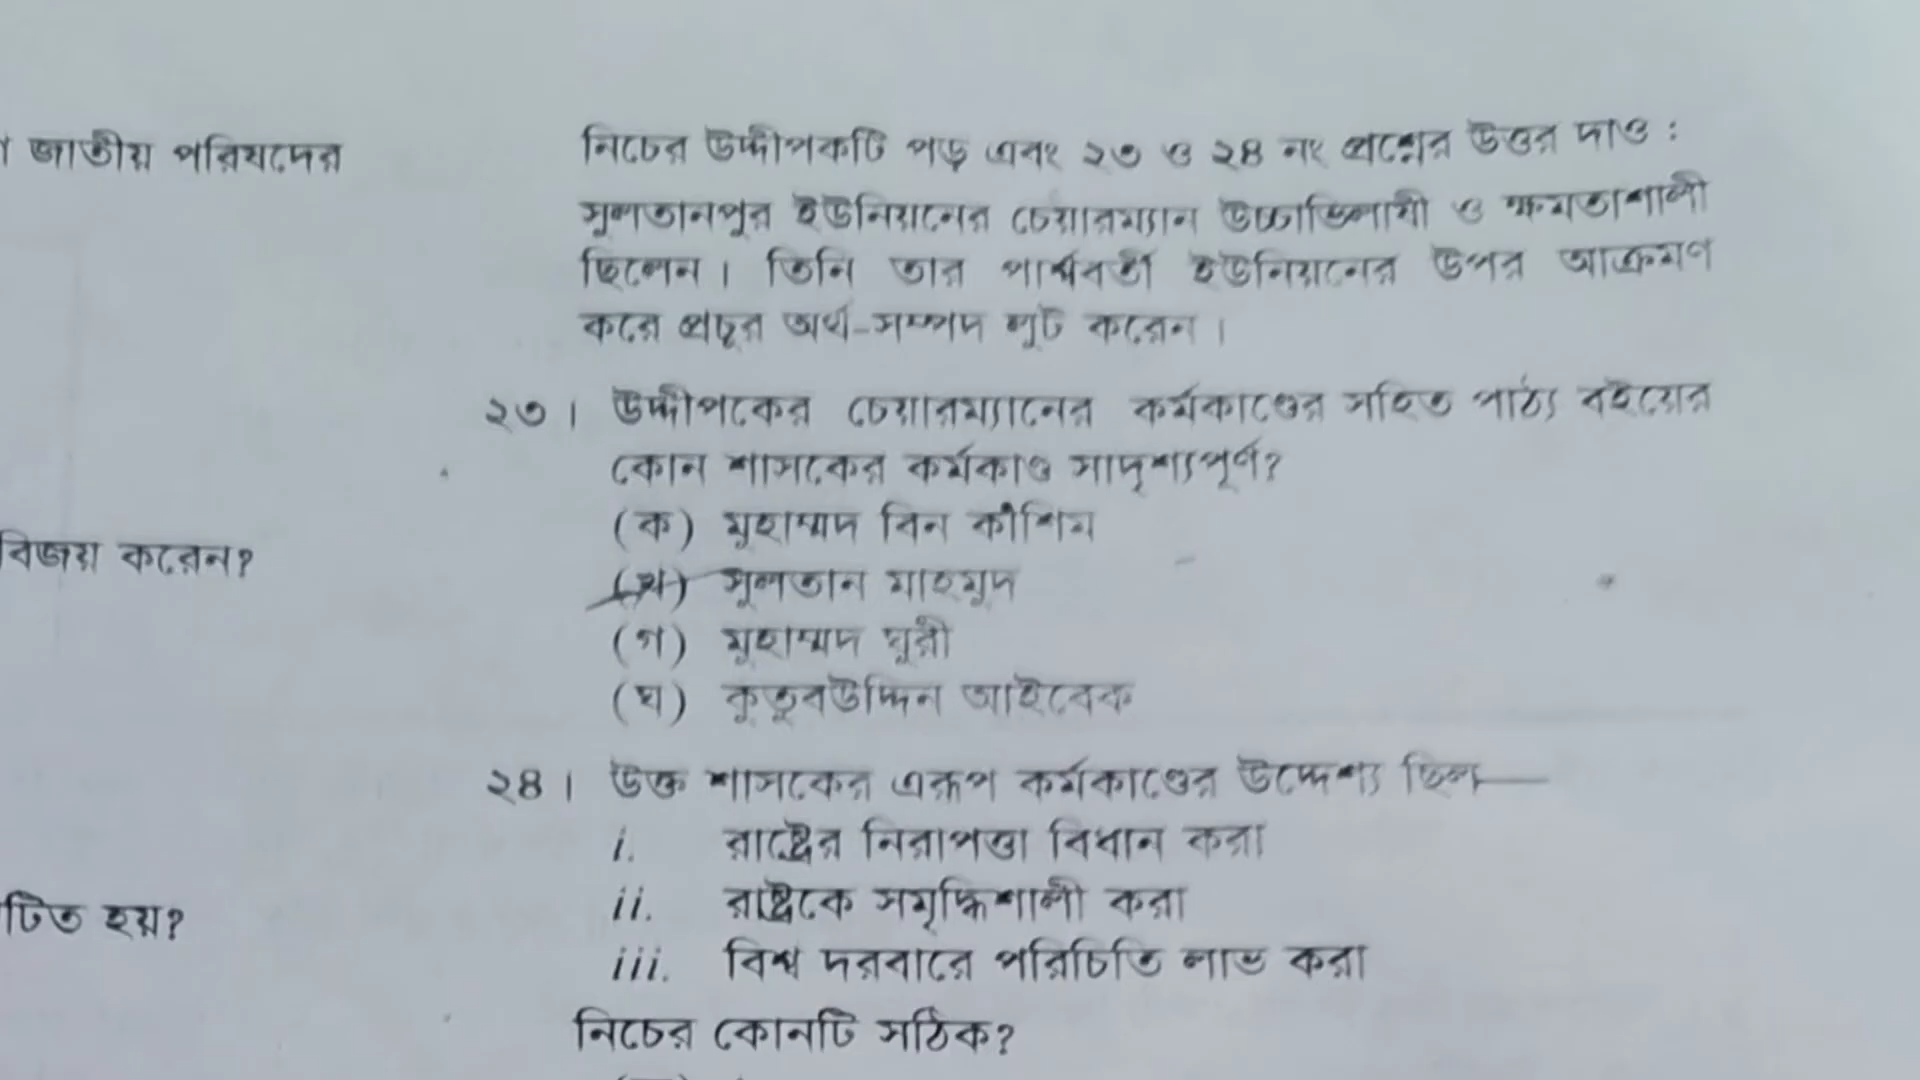 জাতীয় পরিষদের
বিজয় করেন?
টিত হয়?
নিচের উদ্দীপকটি পড় এবং ২৩ ও ২৪ নং প্রশ্নের উত্তর দাও :
সুলতানপুর ইউনিয়নের চেয়ারম্যান উচ্চাভিলাষী ও ক্ষমতাশালী
ছিলেন। তিনি তার পার্শ্ববর্তী ইউনিয়নের উপর আক্রমণ
করে প্রচুর অর্থ-সম্পদ লুট করেন।
২৩। উদ্দীপকের চেয়ারম্যানের কর্মকাণ্ডের সহিত পাঠ্য বইয়ের
কোন শাসকের কর্মকাণ্ড সাদৃশ্যপূর্ণ?
(ক) মুহাম্মদ বিন কাশিম
(খ) সুলতান মাহমুদ
(গ) মুহাম্মদ ঘুরী
(ঘ) কুতুবউদ্দিন আইবেক
২৪। উক্ত শাসকের এরূপ কর্মকাণ্ডের উদ্দেশ্য ছিল—
i. রাষ্ট্রের নিরাপত্তা বিধান করা
ii. রাষ্ট্রকে সমৃদ্ধিশালী করা
iii. বিশ্ব দরবারে পরিচিতি লাভ করা
নিচের কোনটি সঠিক?